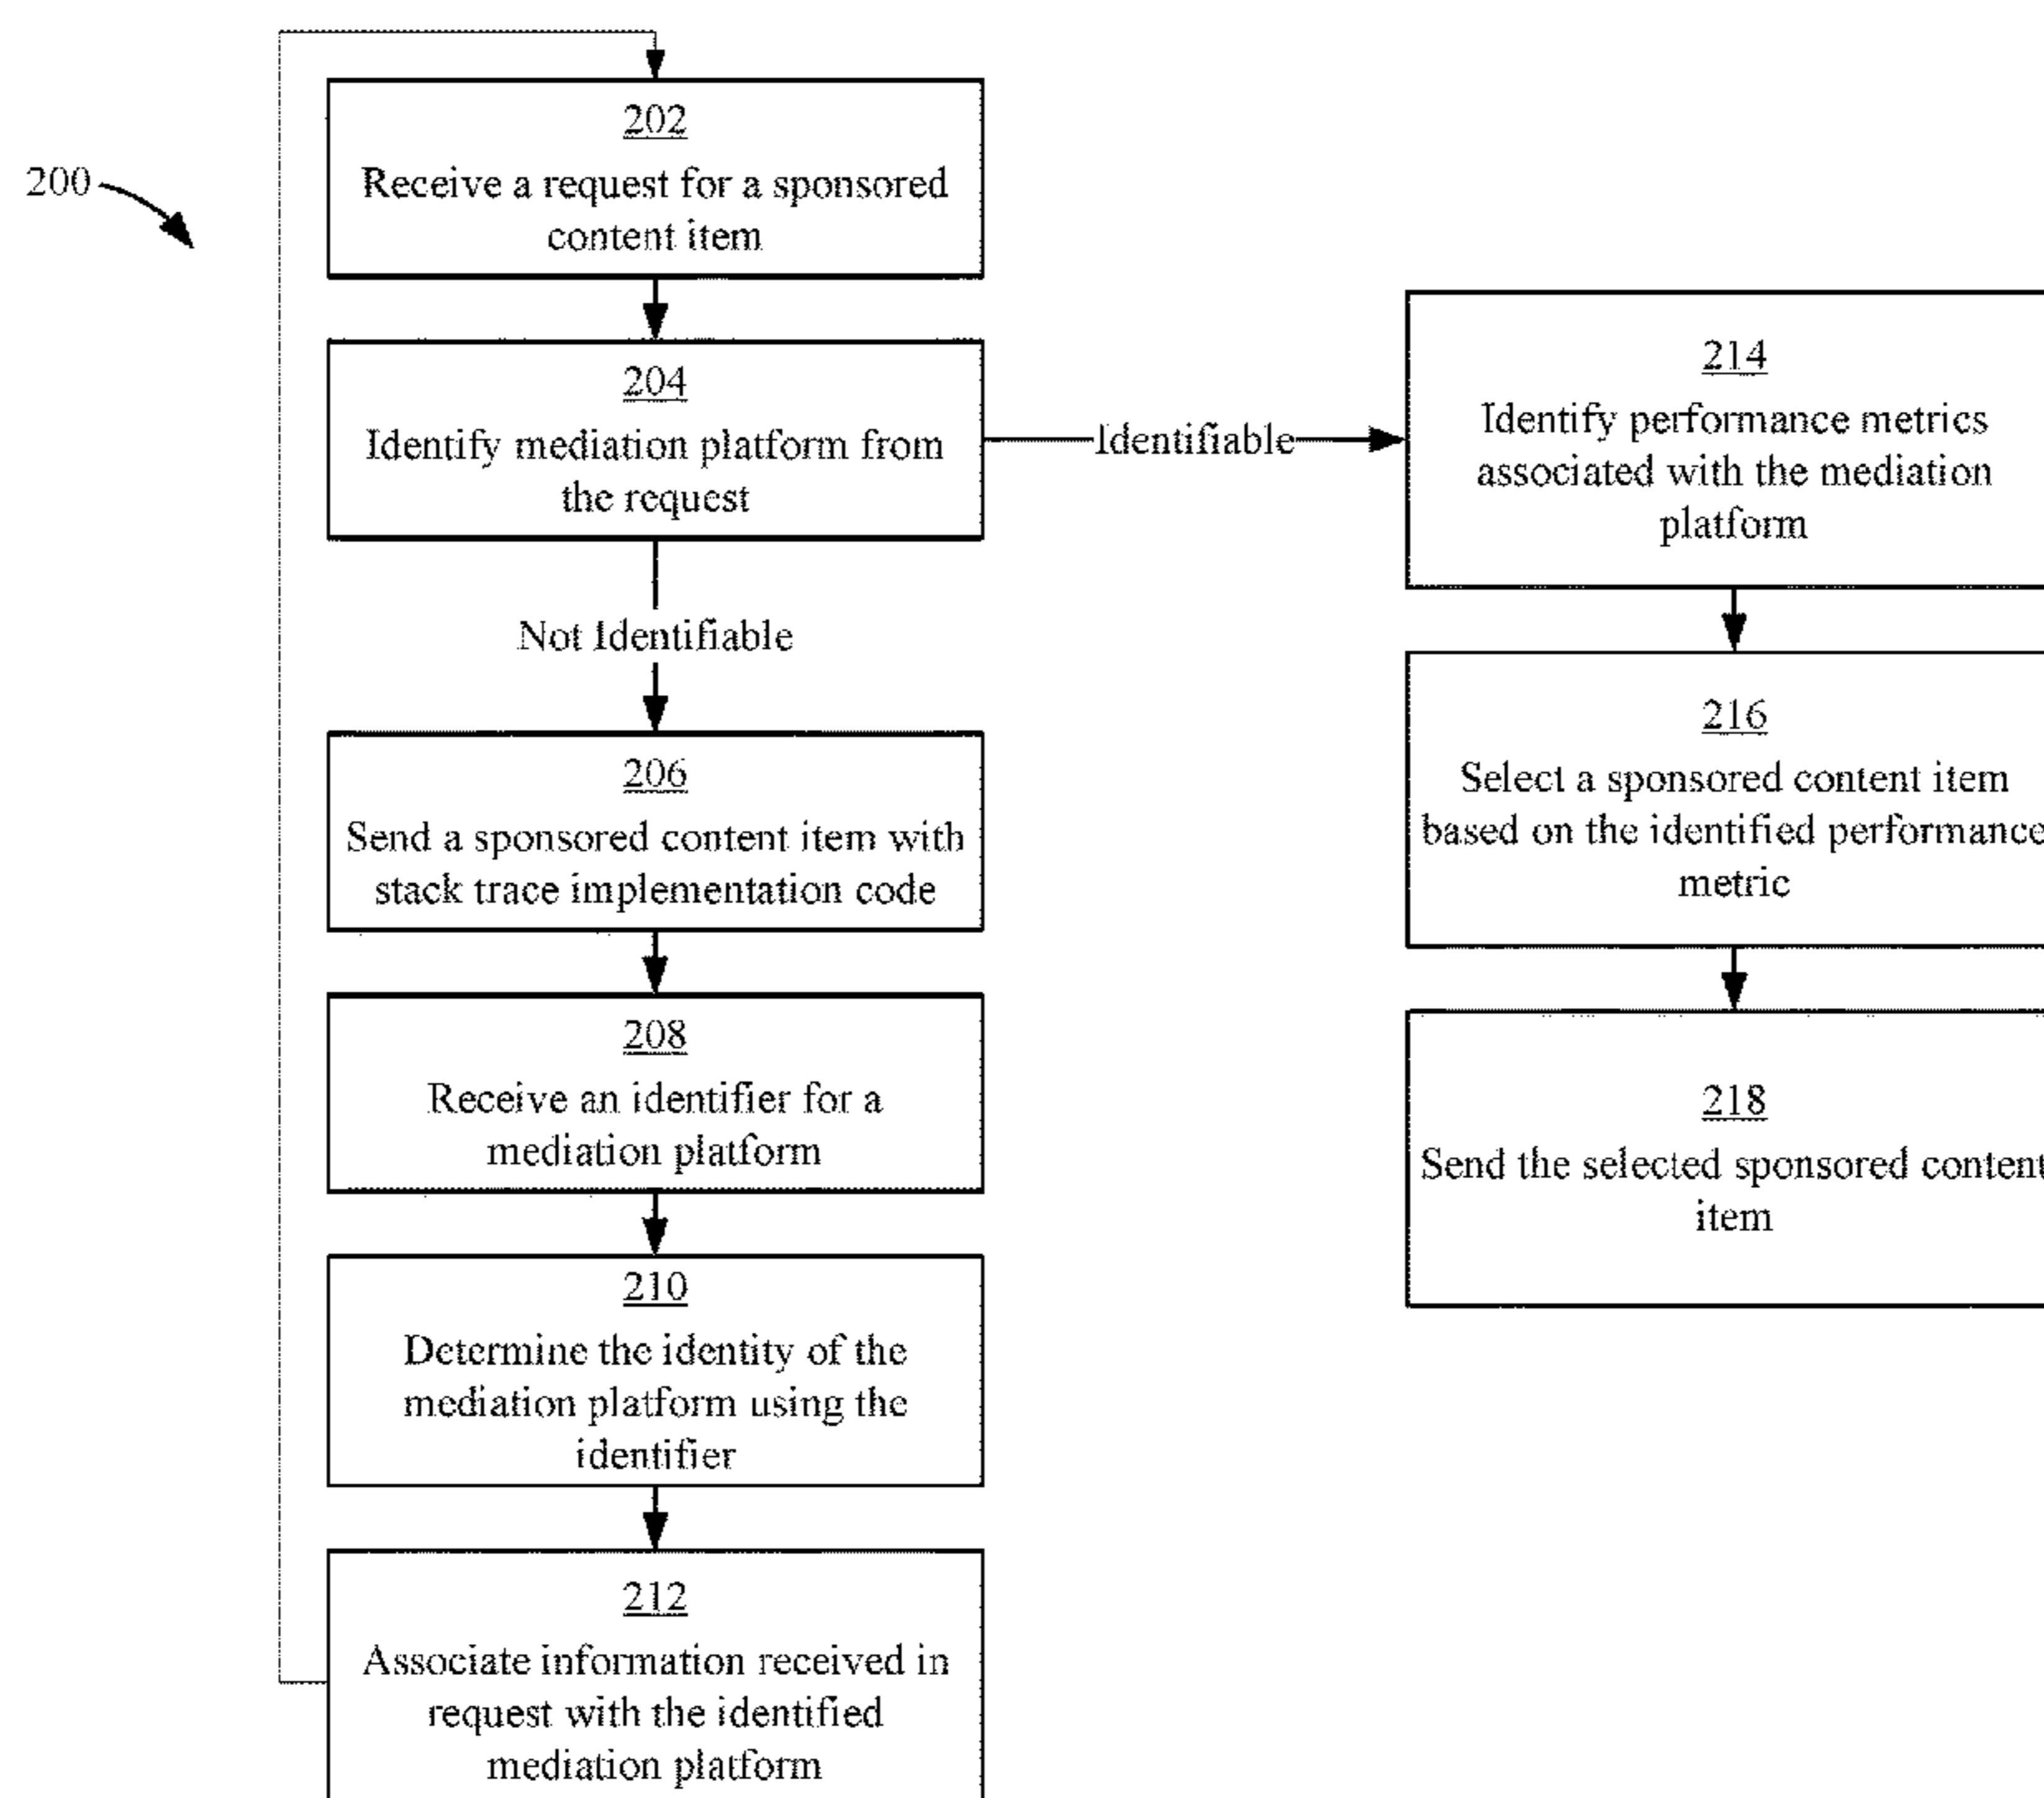 200
202
Receive a request for a sponsored
content item
204
Identify mediation platform from
the request
Identifiable
Not Identifiable
206
Send a sponsored content item with
stack trace implementation code
208
Receive an identifier for a
mediation platform
210
Determine the identity of the
mediation platform using the
identifier
212
Associate information received in
request with the identified
mediation platform
214
Identify performance metrics
associated with the mediation
platform
216
Select a sponsored content item
based on the identified performance
metric
218
Send the selected sponsored content
item